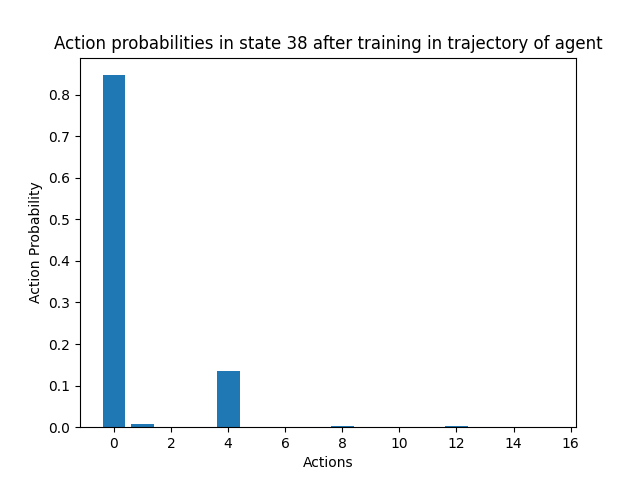 Action probabilities in state 38 after training in trajectory of agent
0.8
0.7
0.6
0.5
0.4
0.3
0.2
0.1
0.0
Action Probability
0 2 4 6 8 10 12 14 16
Actions